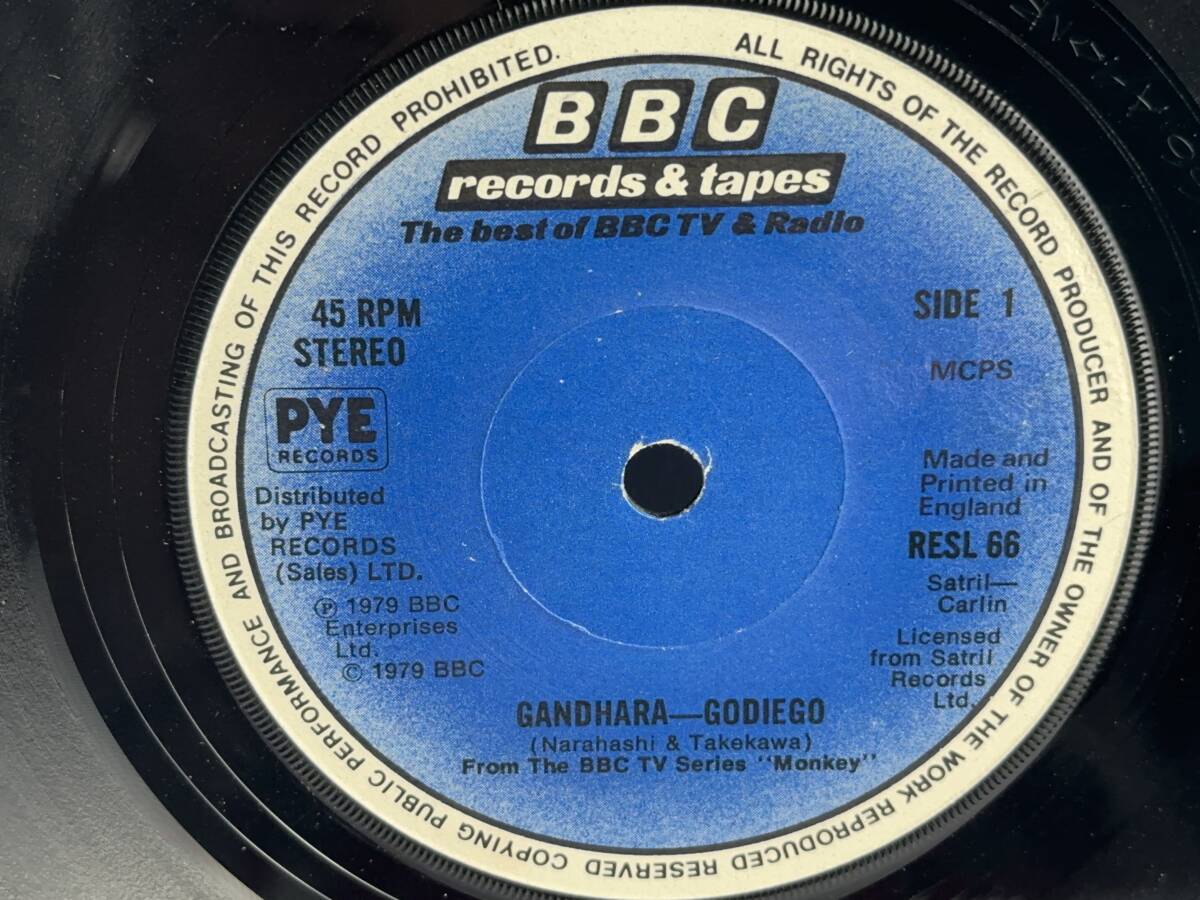 ALL RIGHTS OF THE RECORD PRODUCER AND OF THE OWNER OF THE WORK REPRODUCED RESERVED COPYING PUBLIC PERFORMANCE AND BROADCASTING OF THIS RECORD PROHIBITED.
BBC
records & tapes
The best of BBC TV & Radio
45 RPM
STEREO
PYE
RECORDS
Distributed
by PYE
RECORDS
(Sales) LTD.
℗ 1979 BBC
Enterprises
Ltd.
© 1979 BBC
SIDE 1
MCPS
Made and
Printed in
England
RESL 66
Satril—
Carlin
Licensed
from Satril
Records
Ltd.
GANDHARA—GODIEGO
(Narahashi & Takekawa)
From The BBC TV Series "Monkey"